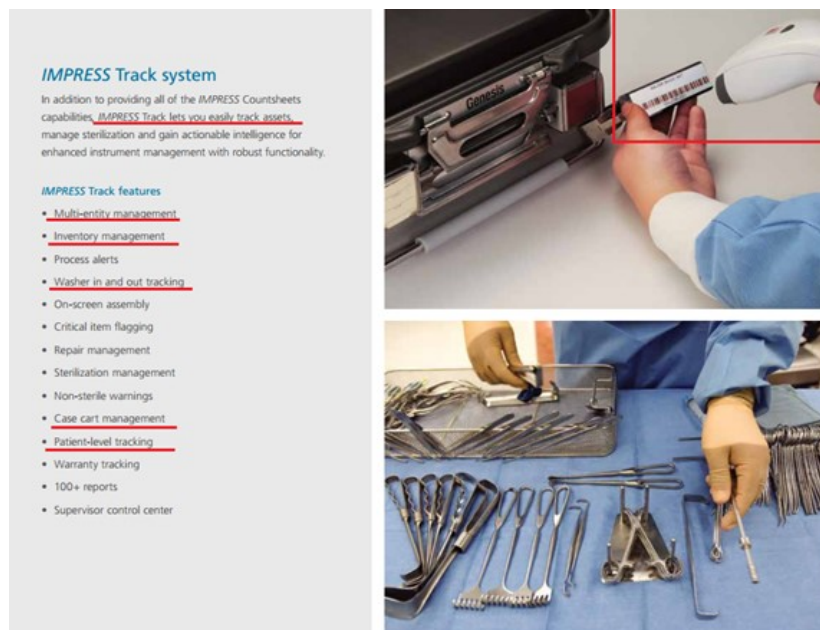 IMPRESS Track system
In addition to providing all of the IMPRESS Countsheets
capabilities, IMPRESS Track lets you easily track assets,
manage sterilization and gain actionable intelligence for
enhanced instrument management with robust functionality.
IMPRESS Track features
• Multi-entity management
• Inventory management
• Process alerts
• Washer in and out tracking
• On-screen assembly
• Critical item flagging
• Repair management
• Sterilization management
• Non-sterile warnings
• Case cart management
• Patient-level tracking
• Warranty tracking
• 100+ reports
• Supervisor control center
Genesis